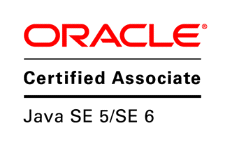 ORACLE®
Certified Associate
Java SE 5/SE 6